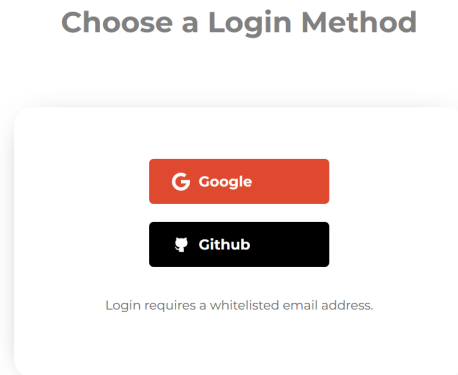 Choose a Login Method
Google
Github
Login requires a whitelisted email address.